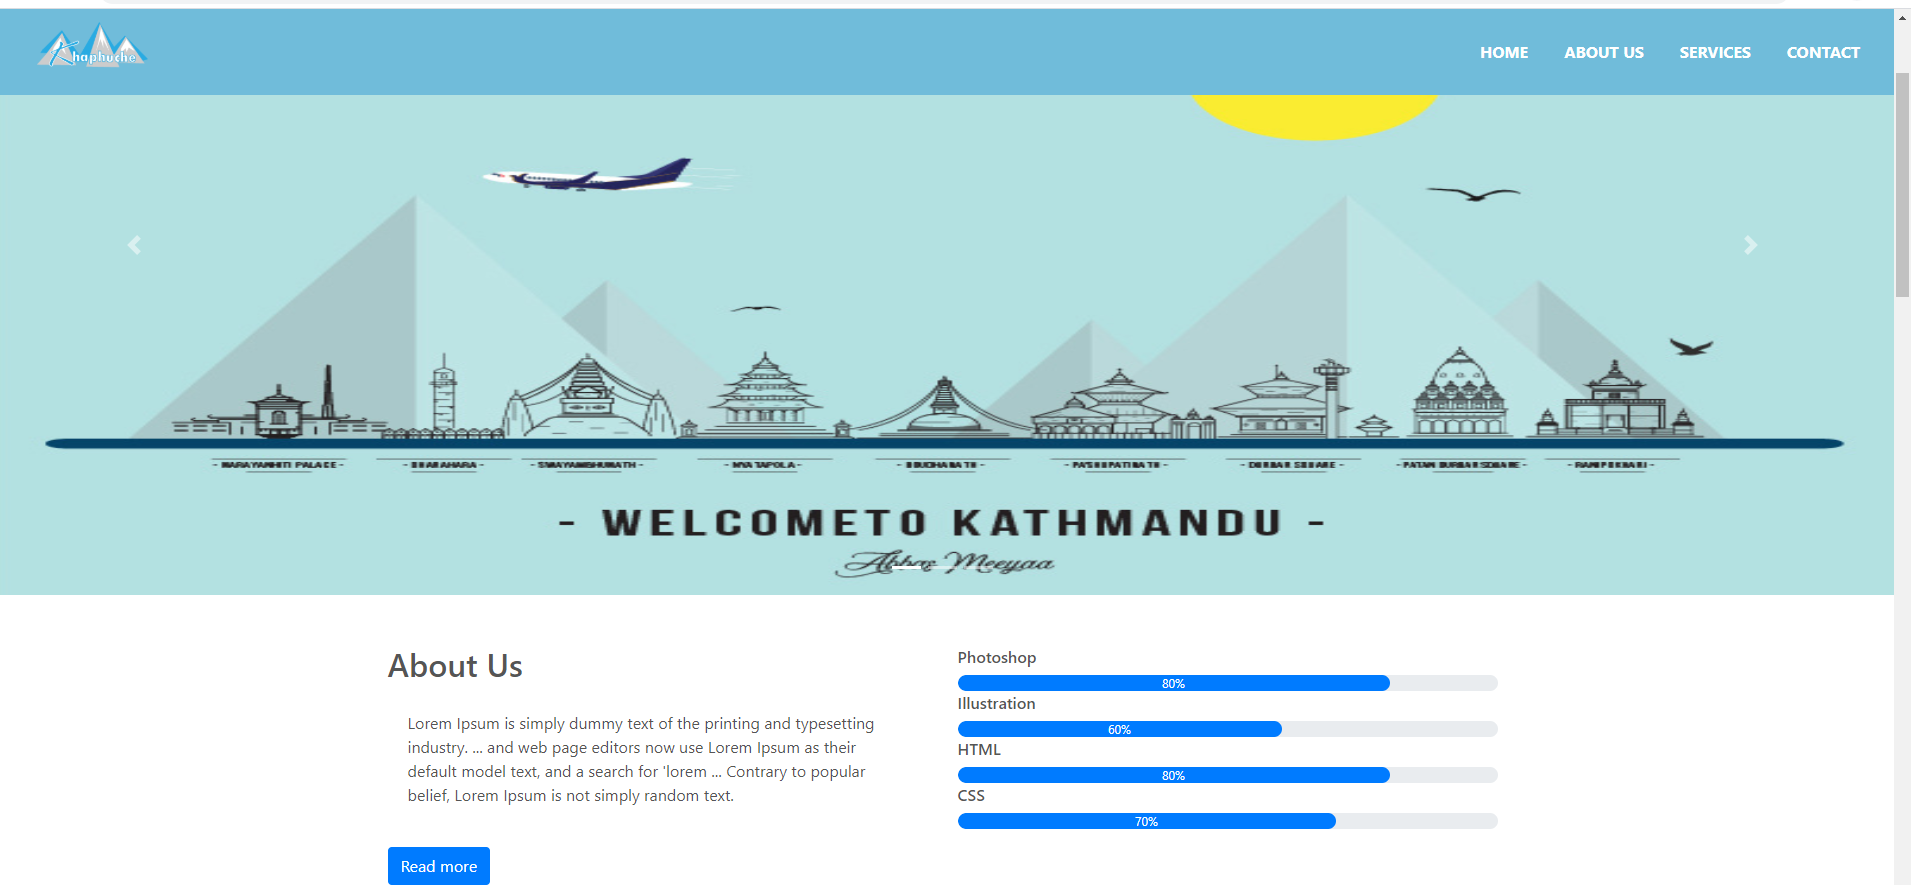 Khaphuche
HOME ABOUT US SERVICES CONTACT
- NARAYANHITI PALACE - - DHARAHARA - - SWAYAMBHUNATH - - NYATAPOLA - - BOUDHANATH - - PASHUPATINATH - - DURBAR SQUARE - - PATAN DURBAR SQUARE - - RANIPOKHARI -
- WELCOMETO KATHMANDU -
Abbas Meeyaa
About Us
Lorem Ipsum is simply dummy text of the printing and typesetting
industry. ... and web page editors now use Lorem Ipsum as their
default model text, and a search for 'lorem ... Contrary to popular
belief, Lorem Ipsum is not simply random text.
Read more
Photoshop
80%
Illustration
60%
HTML
80%
CSS
70%